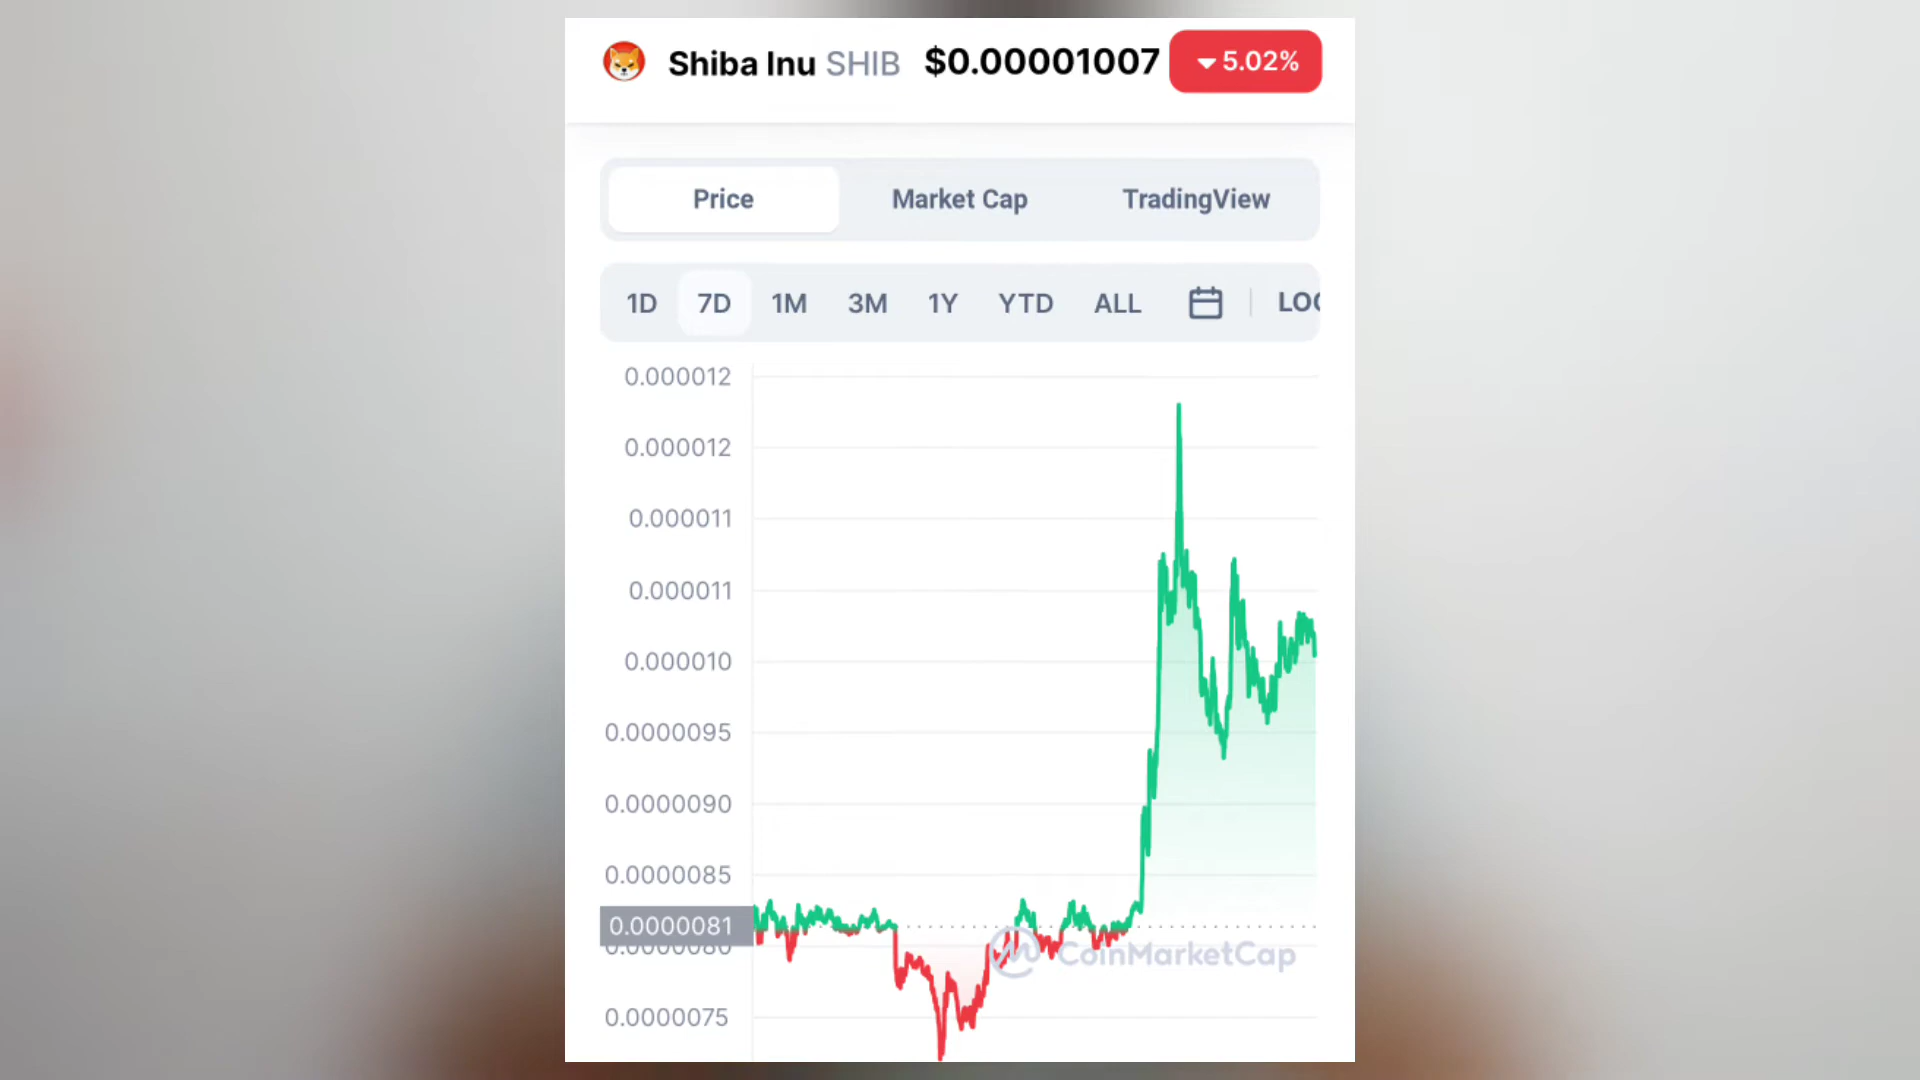 Shiba Inu SHIB $0.00001007 5.02%
Price Market Cap TradingView
1D 7D 1M 3M 1Y YTD ALL
0.000012
0.000012
0.000011
0.000011
0.000010
0.0000095
0.0000090
0.0000085
0.0000081
0.0000080
CoinMarketCap
0.0000075